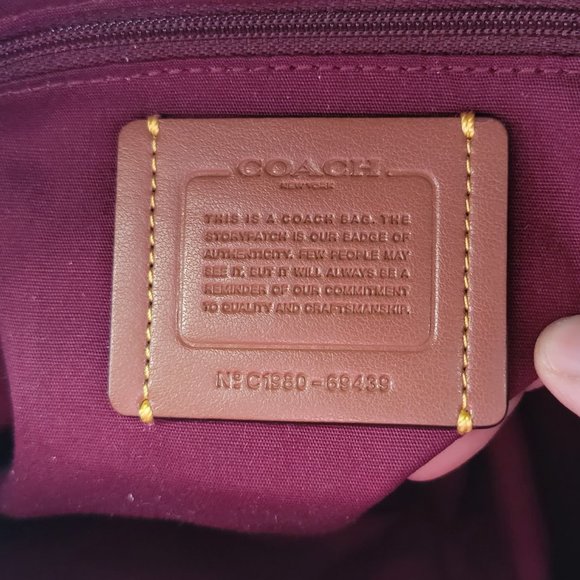 COACH
NEW YORK
THIS IS A COACH BAG. THE
STORYPATCH IS OUR BADGE OF
AUTHENTICITY. FEW PEOPLE MAY
SEE IT, BUT IT WILL ALWAYS BE A
REMINDER OF OUR COMMITMENT
TO QUALITY AND CRAFTSMANSHIP.
Nº C1980-69439